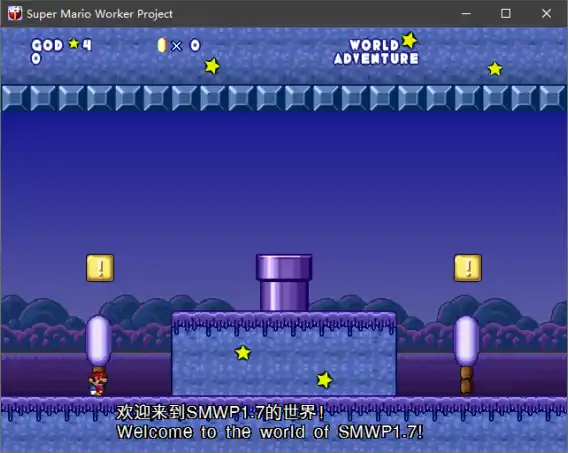 Super Mario Worker Project
GOD ★ 4
× 0
WORLD
0
ADVENTURE
!
!
欢迎来到SMWP1.7的世界!
Welcome to the world of SMWP1.7!